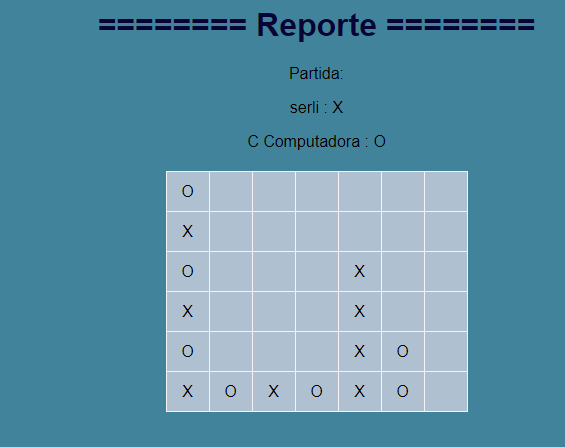 ======== Reporte ========
Partida:
serli : X
C Computadora : O
O
X
O X
X X
O X O
X O X O X O